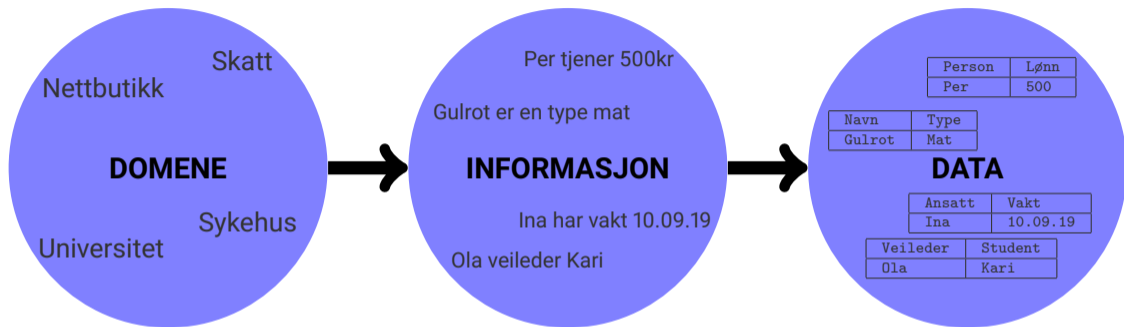 Skatt
Nettbutikk
DOMENE
Sykehus
Universitet
Per tjener 500kr
Gulrot er en type mat
INFORMASJON
Ina har vakt 10.09.19
Ola veileder Kari
Person Lønn
Per 500
Navn Type
Gulrot Mat
DATA
Ansatt Vakt
Ina 10.09.19
Veileder Student
Ola Kari